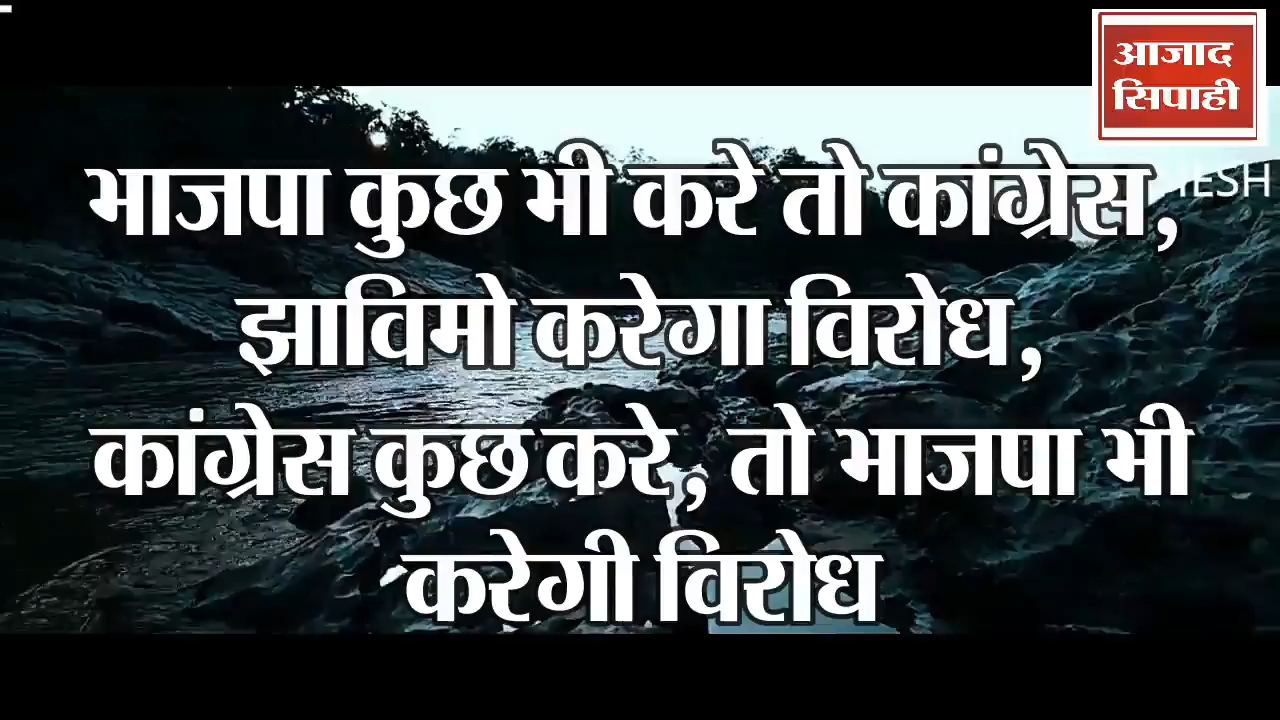 आजाद
सिपाही
भाजपा कुछ भी करे तो कांग्रेस,
झाविमो करेगा विरोध,
कांग्रेस कुछ करे, तो भाजपा भी
करेगी विरोध